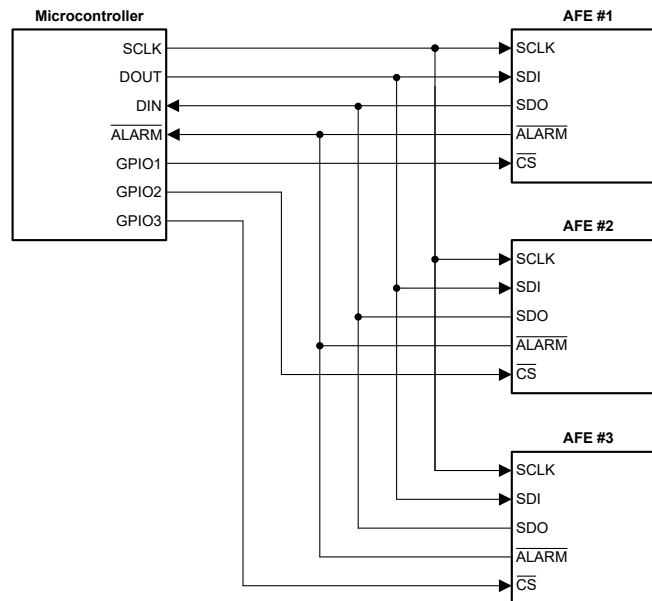 Microcontroller
SCLK
DOUT
DIN
ALARM
GPIO1
GPIO2
GPIO3
AFE #1
SCLK
SDI
SDO
ALARM
CS
AFE #2
SCLK
SDI
SDO
ALARM
CS
AFE #3
SCLK
SDI
SDO
ALARM
CS